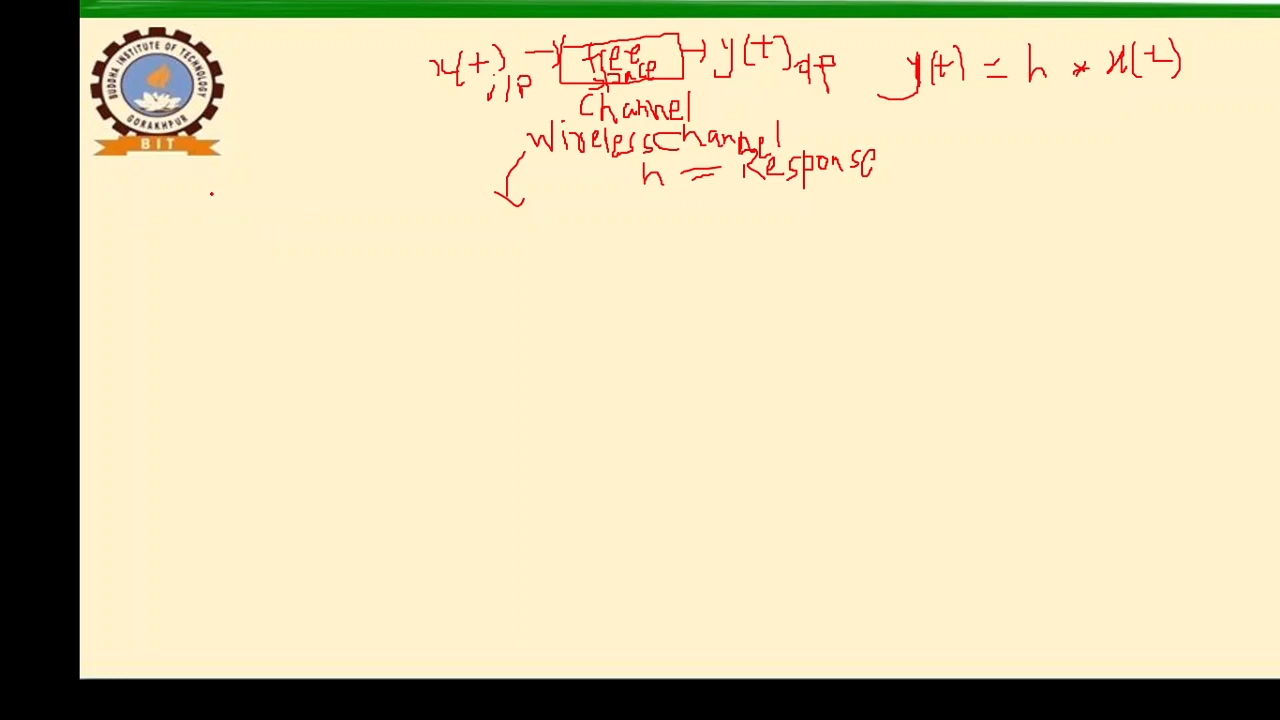 BUDDHA INSTITUTE OF TECHNOLOGY
GORAKHPUR
BIT
x(t) i/p → free space → y(t) o/p y(t) = h * x(t)
Channel
Wireless Channel
h = Response